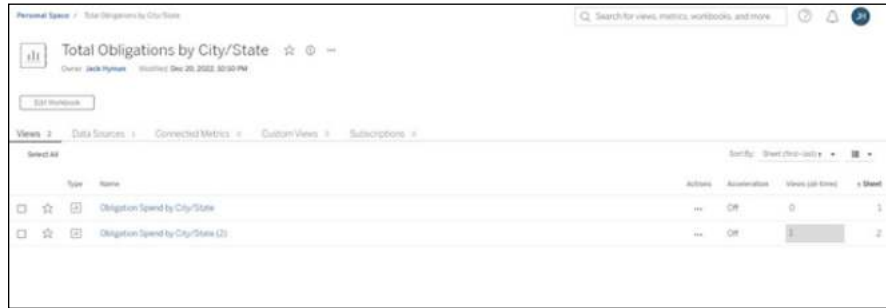 Personal Space / Total Obligations by City/State
Search for views, metrics, workbooks, and more
JH
Total Obligations by City/State
Owner Jack Hyman Modified Dec 20, 2022, 10:50 PM
Edit Workbook
Views 2 Data Sources 1 Connected Metrics 0 Custom Views 0 Subscriptions 0
Select All Sort By: Sheet (first–last)
Type Name Actions Acceleration Views (all-time) Sheet
Obligation Spend by City/State ... Off 0 1
Obligation Spend by City/State (2) ... Off 1 2